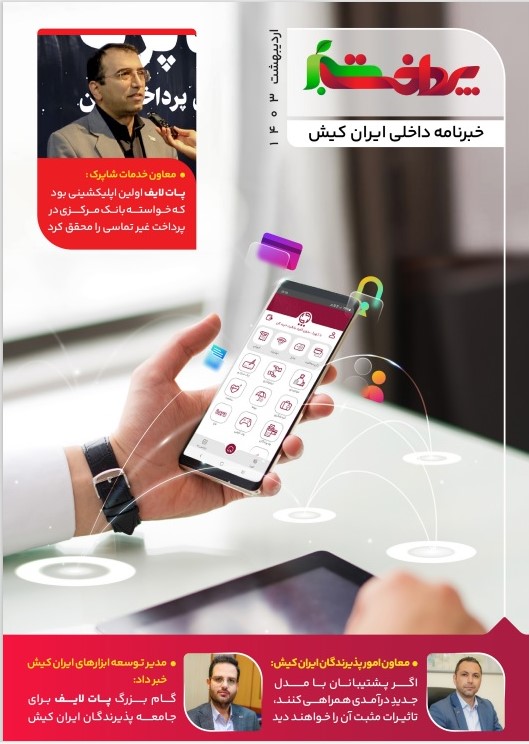 پرداخت سبز
خبرنامه داخلی ایران کیش
اردیبهشت ۱۴۰۳
معاون خدمات شاپرک :
پات لایف اولین اپلیکیشنی بود
که خواسته بانک مرکزی در
پرداخت غیر تماسی را محقق کرد
معاون امور پذیرندگان ایران کیش:
اگر پشتیبانان با مدل
جدید درآمدی همراهی کنند،
تاثیرات مثبت آن را خواهند دید
مدیر توسعه ابزارهای ایران کیش
خبر داد:
گام بزرگ پات لایف برای
جامعه پذیرندگان ایران کیش